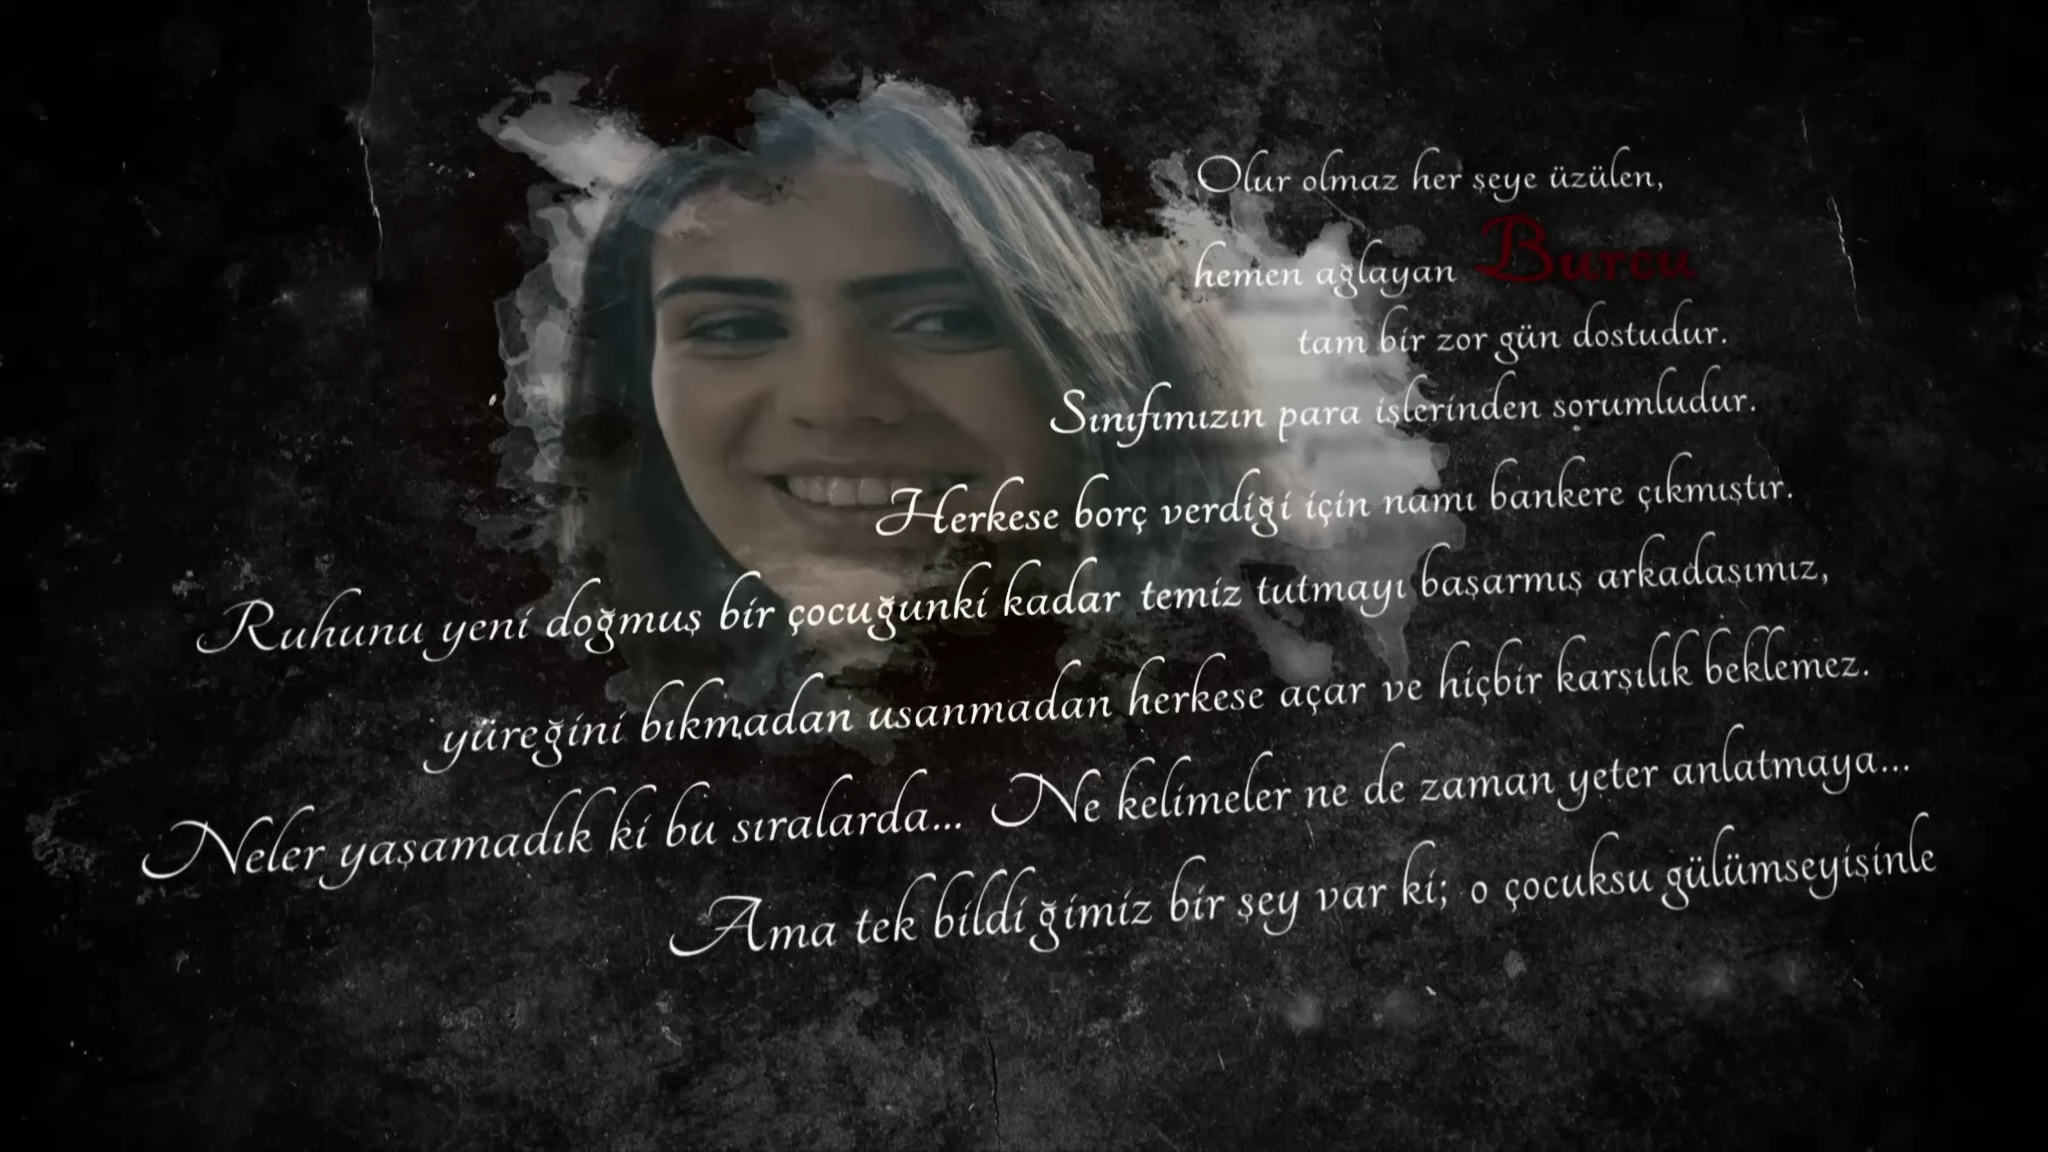 Olur olmaz her şeye üzülen,
hemen ağlayan Burcu
tam bir zor gün dostudur.
Sınıfımızın para işlerinden sorumludur.
Herkese borç verdiği için namı bankere çıkmıştır.
Ruhunu yeni doğmuş bir çocuğunki kadar temiz tutmayı başarmış arkadaşımız,
yüreğini bıkmadan usanmadan herkese açar ve hiçbir karşılık beklemez.
Neler yaşamadık ki bu sıralarda... Ne kelimeler ne de zaman yeter anlatmaya...
Ama tek bildiğimiz bir şey var ki; o çocuksu gülümseyişinle